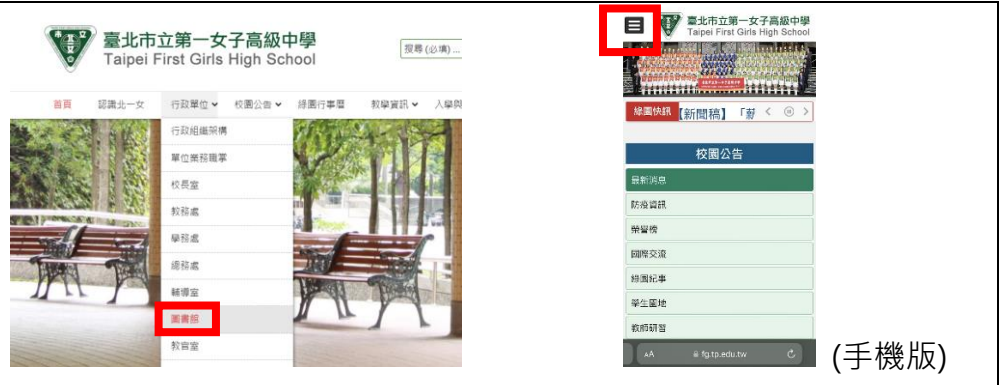 臺北市立第一女子高級中學
Taipei First Girls High School
搜尋 (必填) ...
首頁 認識北一女 行政單位 校園公告 綠園行事曆 教學資訊 人學與
行政組織架構
單位業務職掌
校長室
教務處
學務處
總務處
輔導室
圖書館
教官室
臺北市立第一女子高級中學
Taipei First Girls High School
綠園快訊 【新聞稿】「薪
校園公告
最新消息
防疫資訊
榮譽榜
國際交流
綠園紀事
學生園地
教師研習
AA fg.tp.edu.tw
(手機版)